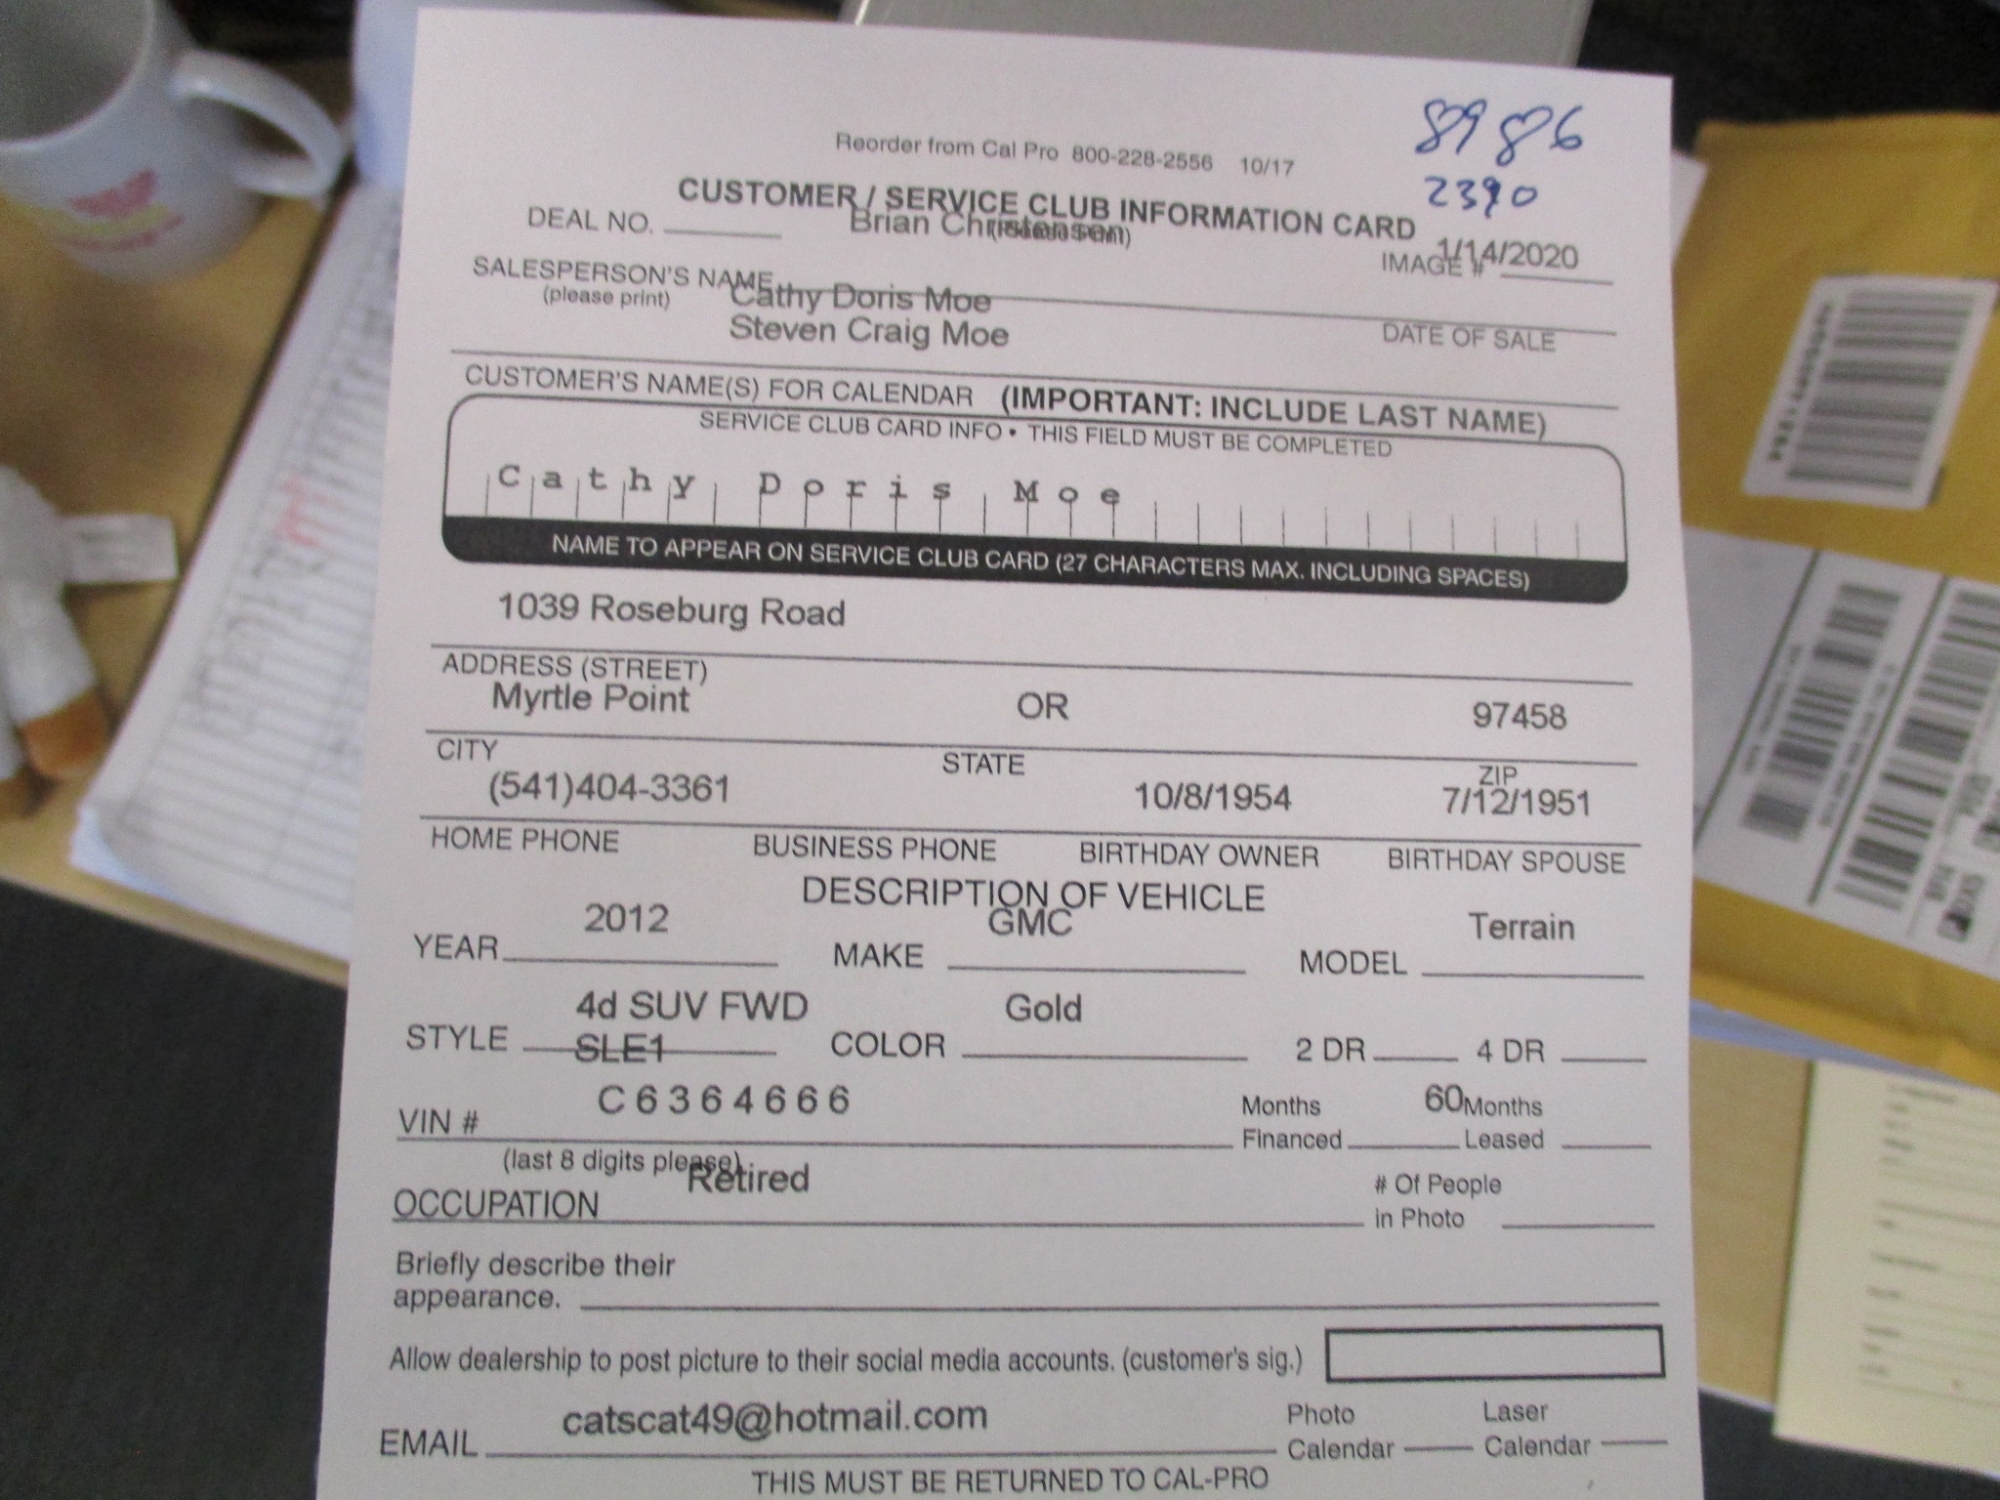 8986
2390
Reorder from Cal Pro 800-228-2556 10/17
CUSTOMER / SERVICE CLUB INFORMATION CARD
DEAL NO. Brian Christensen
IMAGE # 1/14/2020
SALESPERSON'S NAME
(please print)
Cathy Doris Moe
Steven Craig Moe
DATE OF SALE
CUSTOMER'S NAME(S) FOR CALENDAR (IMPORTANT: INCLUDE LAST NAME)
SERVICE CLUB CARD INFO • THIS FIELD MUST BE COMPLETED
Cathy Doris Moe
NAME TO APPEAR ON SERVICE CLUB CARD (27 CHARACTERS MAX. INCLUDING SPACES)
1039 Roseburg Road
ADDRESS (STREET)
Myrtle Point OR 97458
CITY STATE ZIP
(541)404-3361 10/8/1954 7/12/1951
HOME PHONE BUSINESS PHONE BIRTHDAY OWNER BIRTHDAY SPOUSE
DESCRIPTION OF VEHICLE
YEAR 2012 MAKE GMC MODEL Terrain
4d SUV FWD
STYLE SLE1 COLOR Gold 2 DR 4 DR
VIN # C6364666
Months Financed 60 Months Leased
(last 8 digits please)
OCCUPATION Retired
# Of People
in Photo
Briefly describe their
appearance.
Allow dealership to post picture to their social media accounts. (customer's sig.)
EMAIL catscat49@hotmail.com
Photo Calendar
Laser Calendar
THIS MUST BE RETURNED TO CAL-PRO